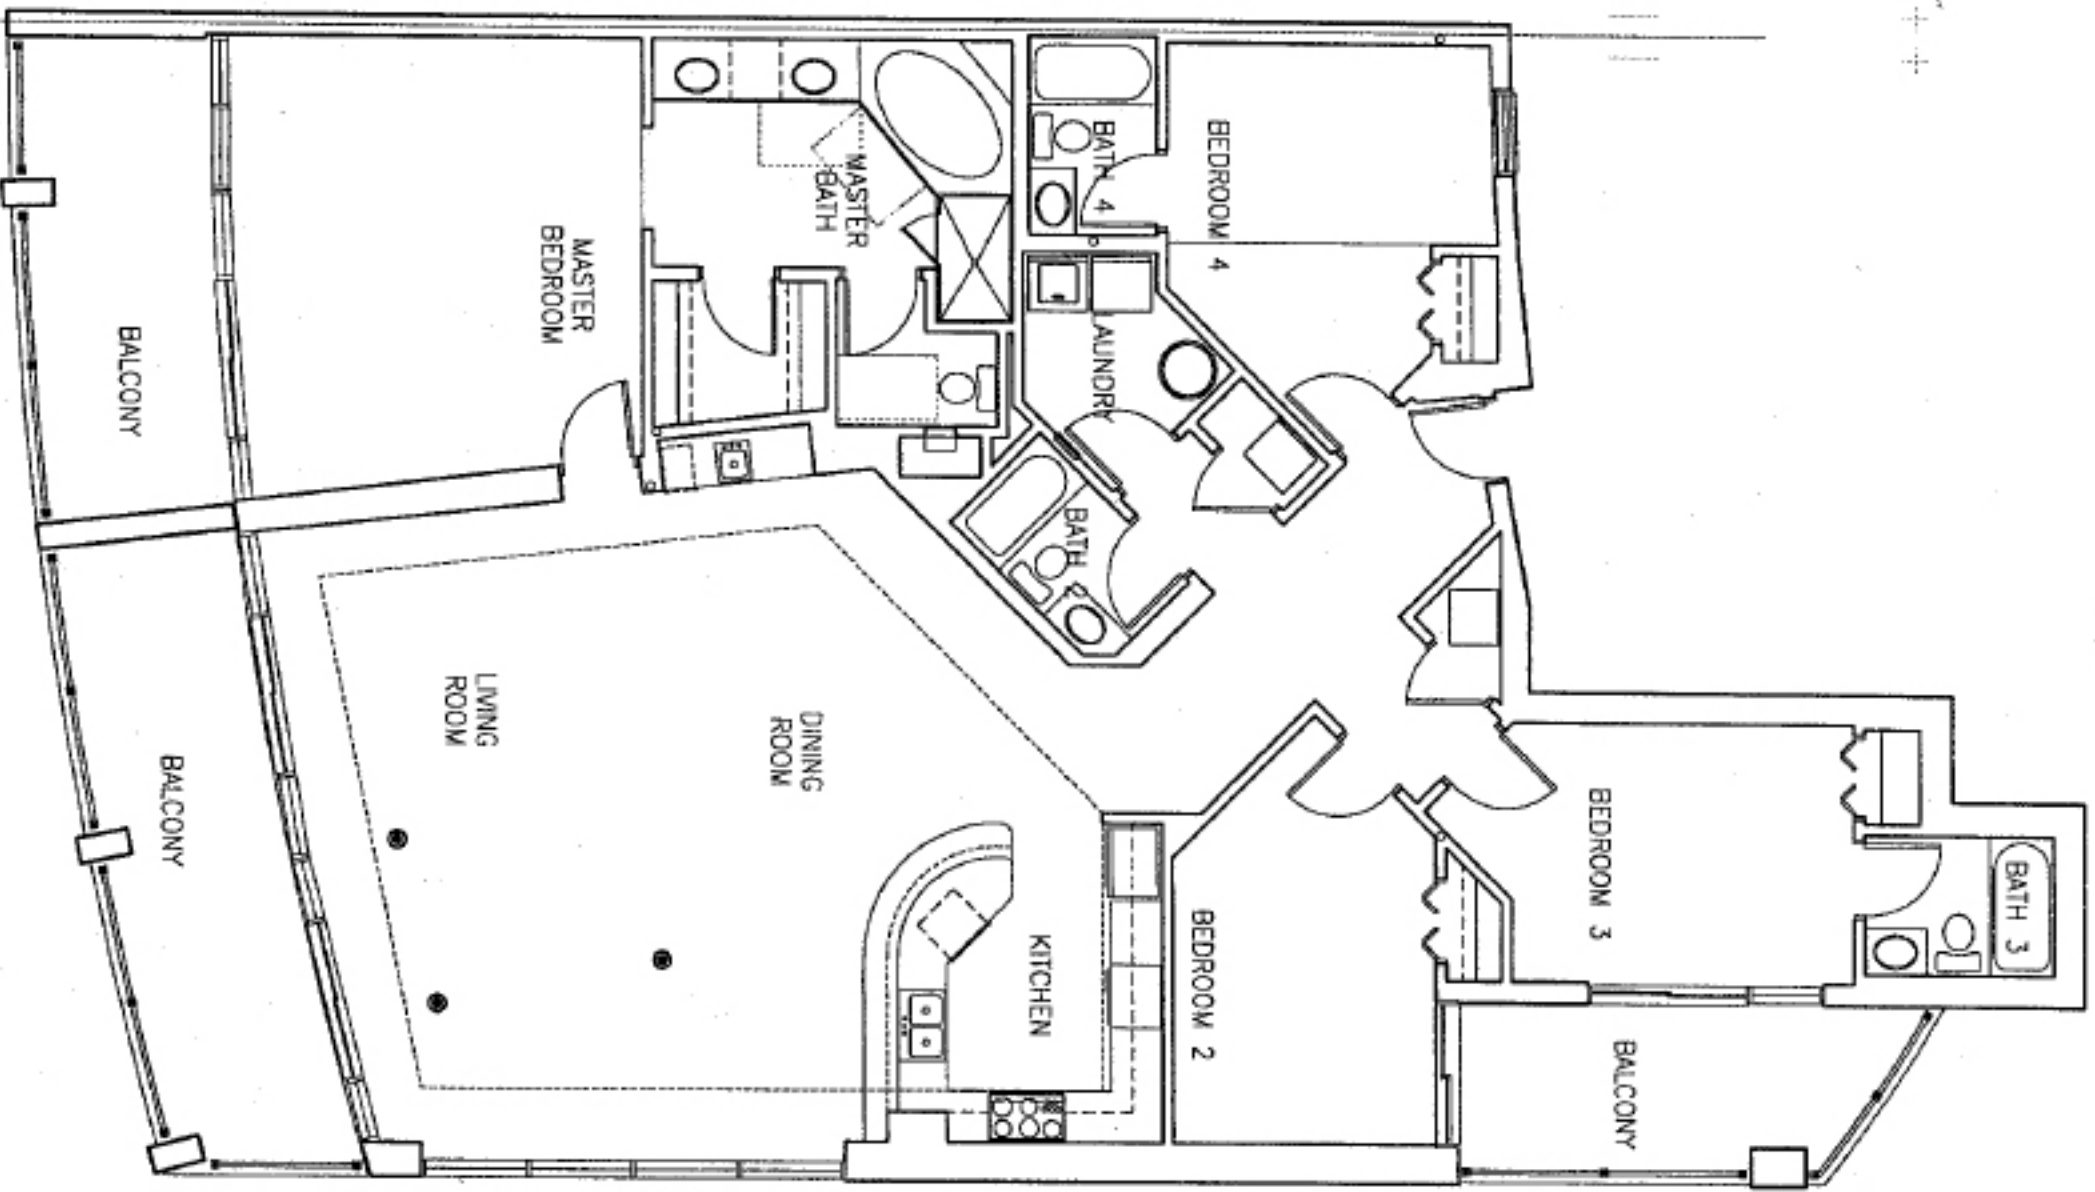 MASTER
BATH
BATH 4
BEDROOM 4
MASTER
BEDROOM
BALCONY
LAUNDRY
BATH 2
LIVING
ROOM
DINING
ROOM
BALCONY
KITCHEN
BEDROOM 2
BEDROOM 3
BATH 3
BALCONY